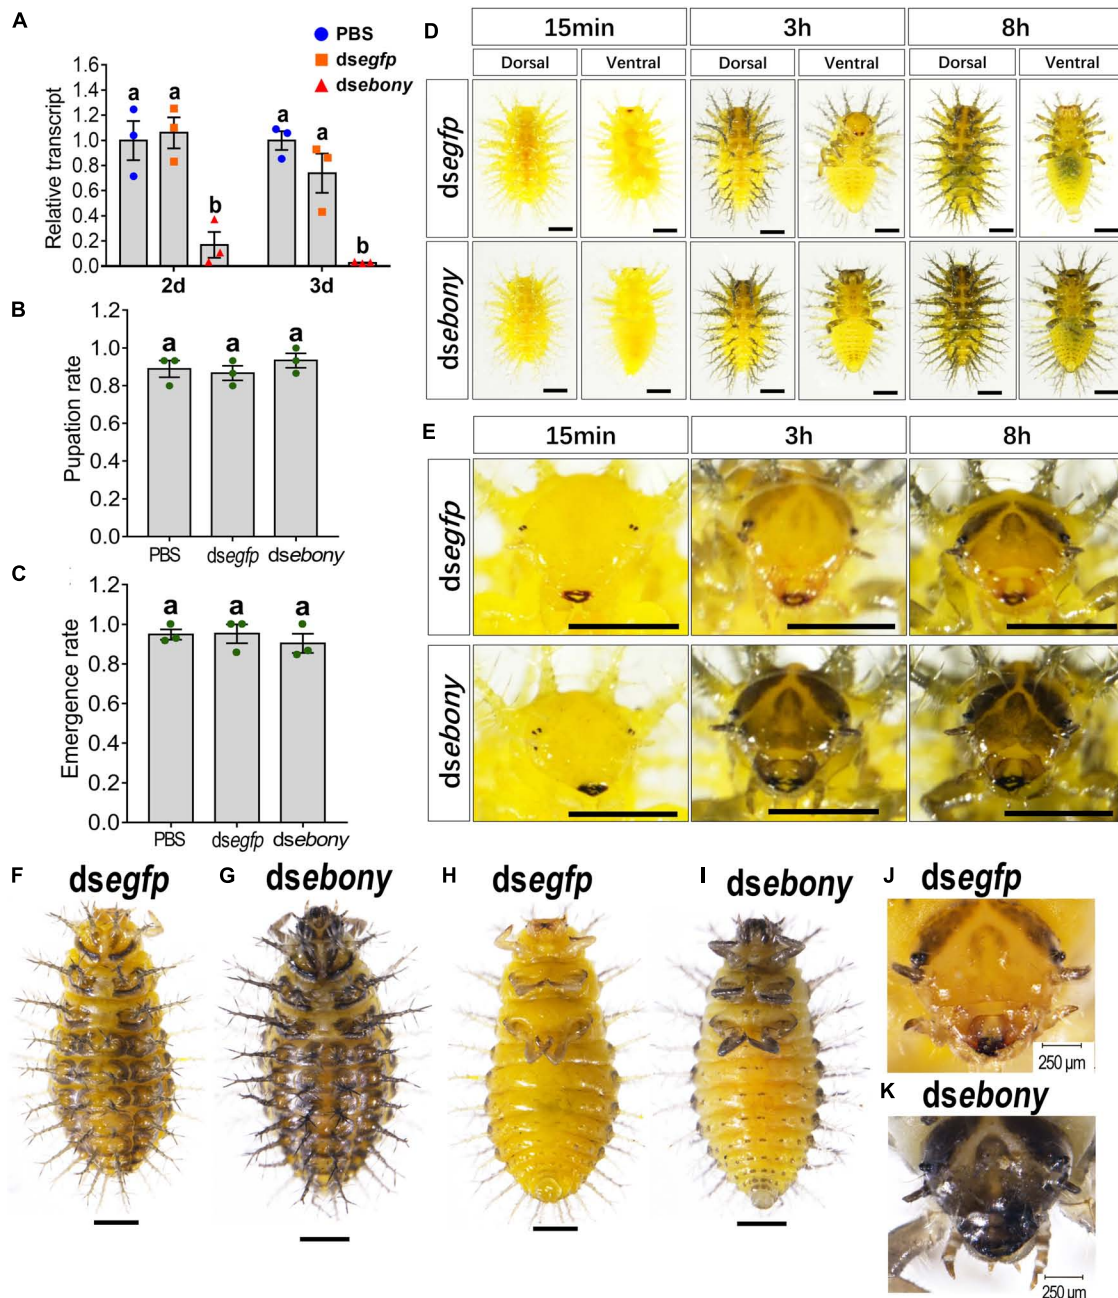 A
PBS
dsegfp
dsebony
Relative transcript
1.6
1.4
1.2
1.0
0.8
0.6
0.4
0.2
0.0
a a b a a b
2d 3d
B
Pupation rate
1.2
1.0
0.8
0.6
0.4
0.2
0.0
a a a
PBS dsegfp dsebony
C
Emergence rate
1.2
1.0
0.8
0.6
0.4
0.2
0.0
a a a
PBS dsegfp dsebony
D
15min 3h 8h
Dorsal Ventral Dorsal Ventral Dorsal Ventral
dsegfp
dsebony
E
15min 3h 8h
dsegfp
dsebony
F dsegfp
G dsebony
H dsegfp
I dsebony
J dsegfp
250 µm
K dsebony
250 µm